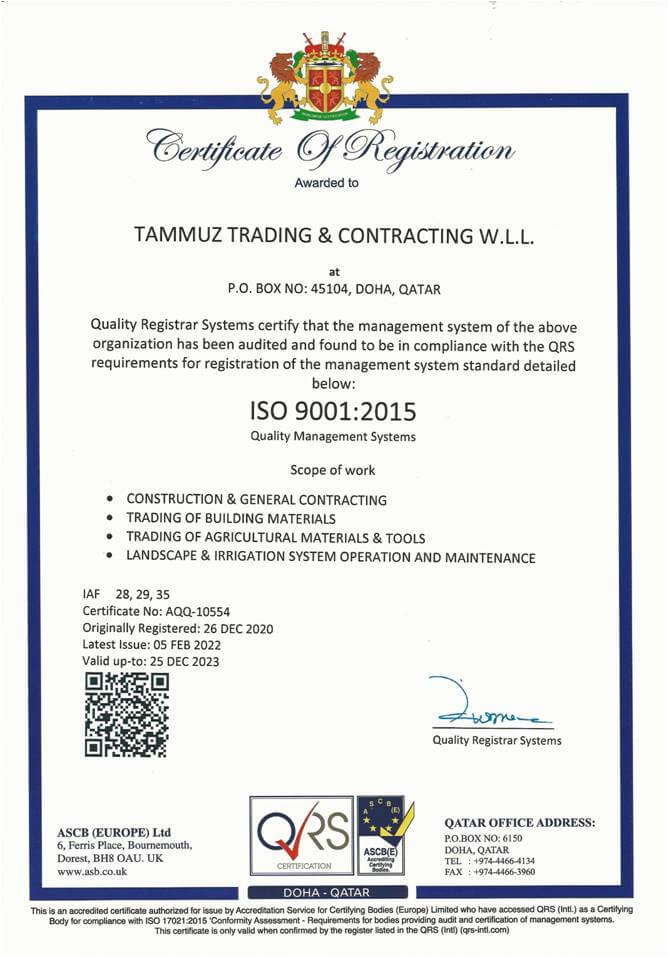 Certificate Of Registration
Awarded to
TAMMUZ TRADING & CONTRACTING W.L.L.
at
P.O. BOX NO: 45104, DOHA, QATAR
Quality Registrar Systems certify that the management system of the above
organization has been audited and found to be in compliance with the QRS
requirements for registration of the management system standard detailed
below:
ISO 9001:2015
Quality Management Systems
Scope of work
• CONSTRUCTION & GENERAL CONTRACTING
• TRADING OF BUILDING MATERIALS
• TRADING OF AGRICULTURAL MATERIALS & TOOLS
• LANDSCAPE & IRRIGATION SYSTEM OPERATION AND MAINTENANCE
IAF 28, 29, 35
Certificate No: AQQ-10554
Originally Registered: 26 DEC 2020
Latest Issue: 05 FEB 2022
Valid up-to: 25 DEC 2023
Quality Registrar Systems
ASCB (EUROPE) Ltd
6, Ferris Place, Bournemouth,
Dorest, BH8 OAU. UK
www.asb.co.uk
QRS
CERTIFICATION
ASCB (E)
ASCB(E)
Accrediting
Certifying
Bodies.
DOHA - QATAR
QATAR OFFICE ADDRESS:
P.O.BOX NO: 6150
DOHA, QATAR
TEL : +974-4466-4134
FAX : +974-4466-3960
This is an accredited certificate authorized for issue by Accreditation Service for Certifying Bodies (Europe) Limited who have accessed QRS (Intl.) as a Certifying
Body for compliance with ISO 17021:2015 'Conformity Assessment - Requirements for bodies providing audit and certification of management systems.
This certificate is only valid when confirmed by the register listed in the QRS (Intl) (qrs-intl.com)